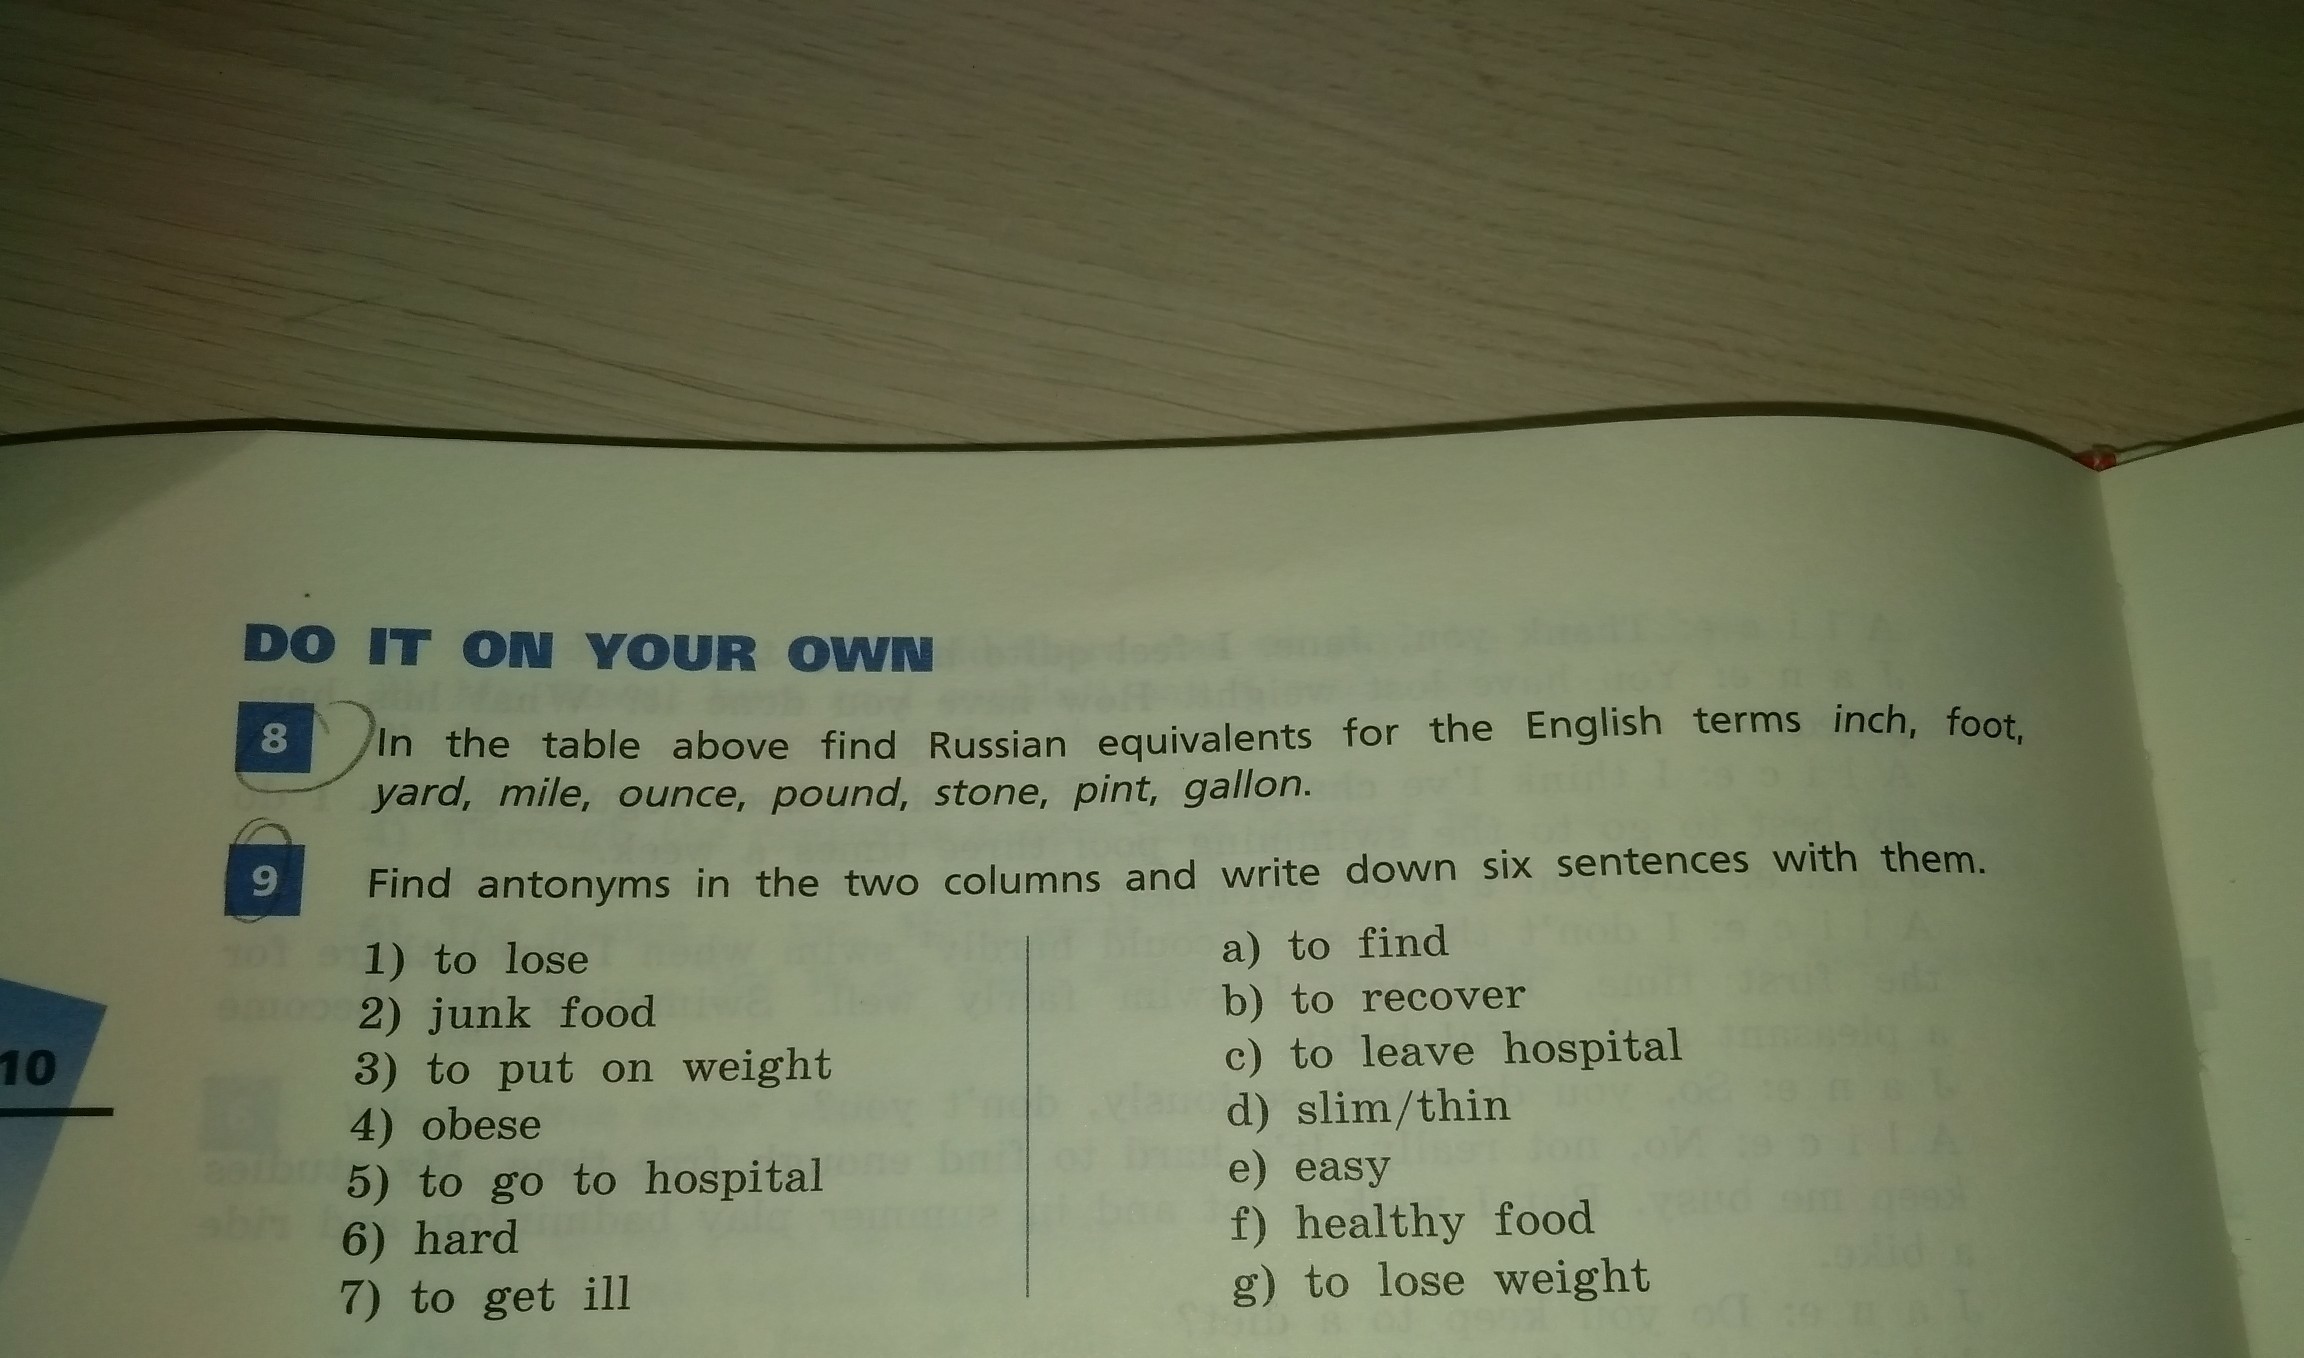 DO IT ON YOUR OWN
8 In the table above find Russian equivalents for the English terms inch, foot,
yard, mile, ounce, pound, stone, pint, gallon.
9 Find antonyms in the two columns and write down six sentences with them.
1) to lose
2) junk food
3) to put on weight
4) obese
5) to go to hospital
6) hard
7) to get ill
a) to find
b) to recover
c) to leave hospital
d) slim/thin
e) easy
f) healthy food
g) to lose weight
10